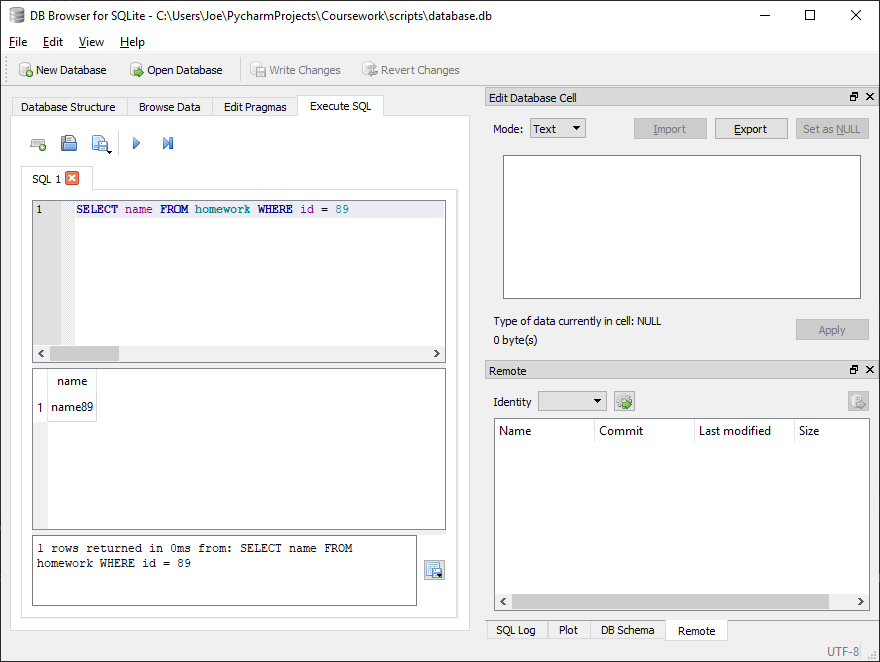 DB Browser for SQLite - C:\Users\Joe\PycharmProjects\Coursework\scripts\database.db
File Edit View Help
New Database Open Database Write Changes Revert Changes
Database Structure Browse Data Edit Pragmas Execute SQL
SQL 1
1 SELECT name FROM homework WHERE id = 89
name
1 name89
1 rows returned in 0ms from: SELECT name FROM
homework WHERE id = 89
Edit Database Cell
Mode: Text Import Export Set as NULL
Type of data currently in cell: NULL
0 byte(s)
Apply
Remote
Identity
Name Commit Last modified Size
SQL Log Plot DB Schema Remote
UTF-8